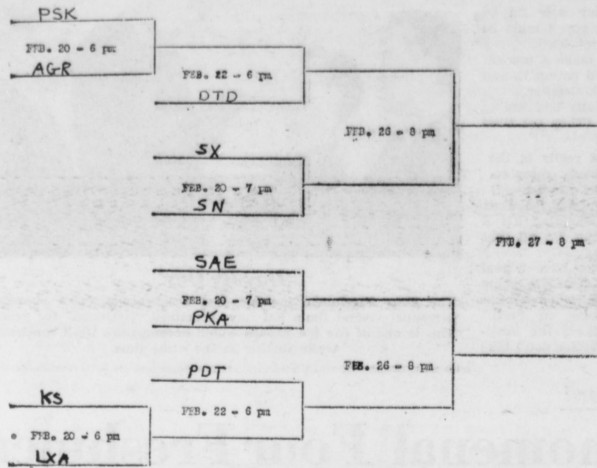 PSK
FEB. 20 - 6 pm
AGR
FEB. 22 - 6 pm
DTD
FEB. 26 - 8 pm
SX
FEB. 20 - 7 pm
SN
FEB. 27 - 8 pm
SAE
FEB. 20 - 7 pm
PKA
FEB. 26 - 8 pm
PDT
FEB. 22 - 6 pm
KS
FEB. 20 - 6 pm
LXA